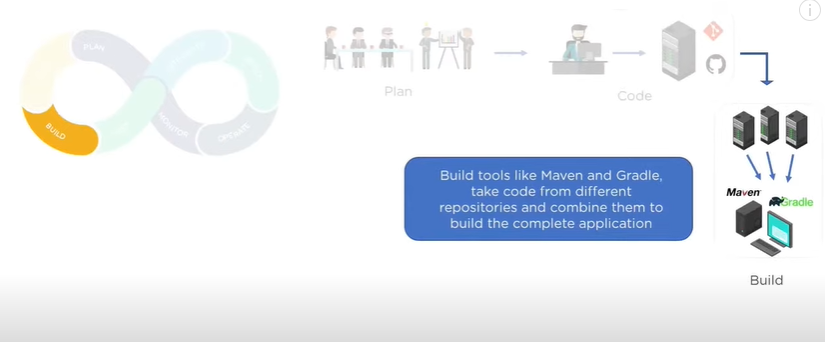 PLAN
BUILD
MONITOR
OPERATE
Plan
Code
Build tools like Maven and Gradle,
take code from different
repositories and combine them to
build the complete application
Maven
Gradle
Build